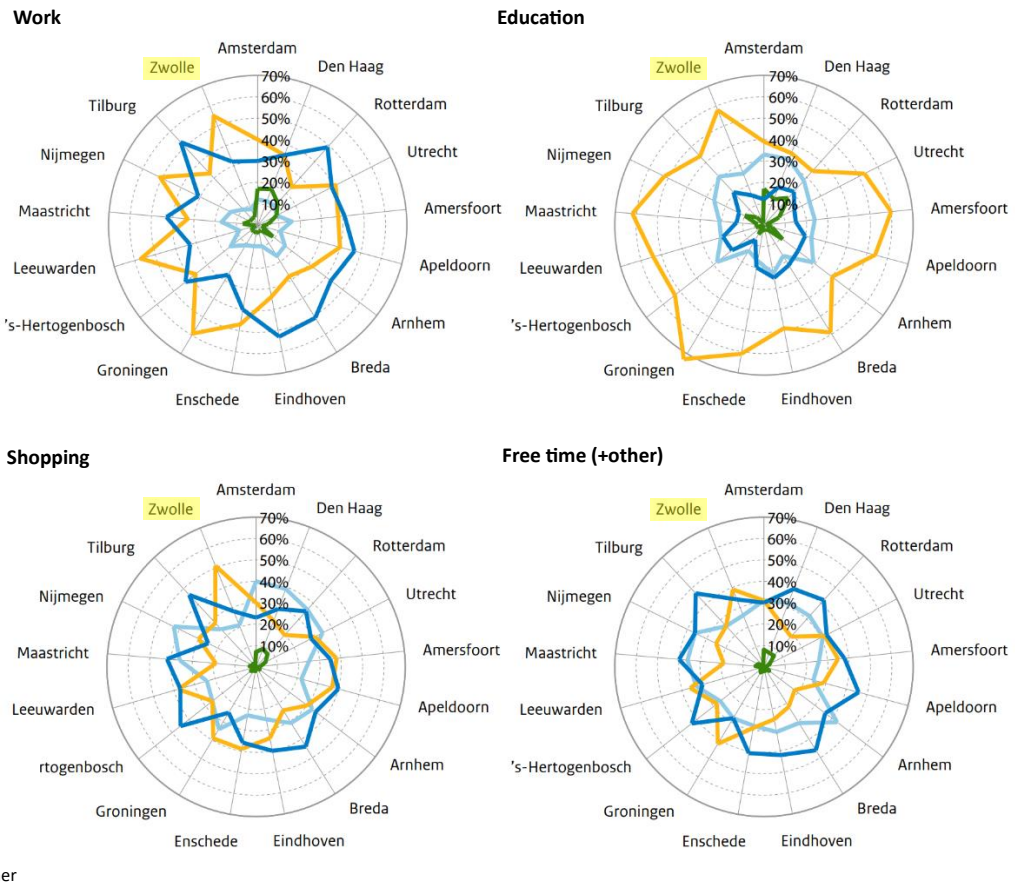 Work
Amsterdam
Den Haag
Rotterdam
Utrecht
Amersfoort
Apeldoorn
Arnhem
Breda
Eindhoven
Enschede
Groningen
's-Hertogenbosch
Leeuwarden
Maastricht
Nijmegen
Tilburg
Zwolle
70%
60%
50%
40%
30%
20%
10%
Education
Amsterdam
Den Haag
Rotterdam
Utrecht
Amersfoort
Apeldoorn
Arnhem
Breda
Eindhoven
Enschede
Groningen
's-Hertogenbosch
Leeuwarden
Maastricht
Nijmegen
Tilburg
Zwolle
70%
60%
50%
40%
30%
20%
10%
Shopping
Amsterdam
Den Haag
Rotterdam
Utrecht
Amersfoort
Apeldoorn
Arnhem
Breda
Eindhoven
Enschede
Groningen
rtogenbosch
Leeuwarden
Maastricht
Nijmegen
Tilburg
Zwolle
70%
60%
50%
40%
30%
20%
10%
Free time (+other)
Amsterdam
Den Haag
Rotterdam
Utrecht
Amersfoort
Apeldoorn
Arnhem
Breda
Eindhoven
Enschede
Groningen
's-Hertogenbosch
Leeuwarden
Maastricht
Nijmegen
Tilburg
Zwolle
70%
60%
50%
40%
30%
20%
10%
er